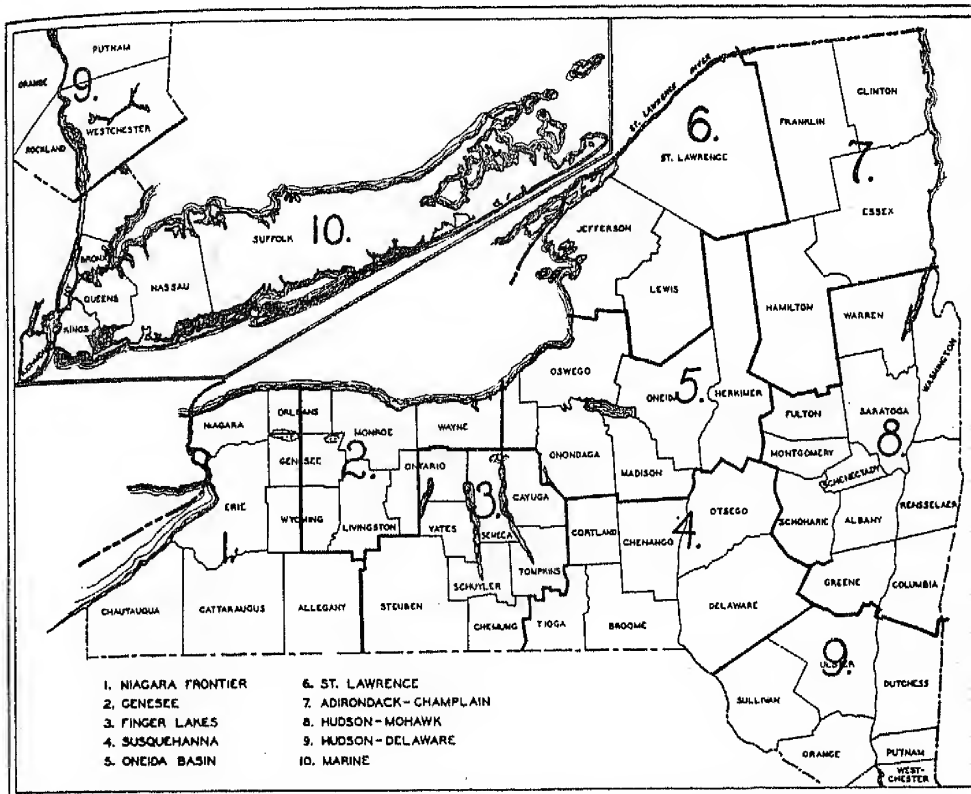 PUTNAM
ORANGE
9.
WESTCHESTER
ROCKLAND
BRONX
QUEENS
NASSAU
KINGS
RICHMOND
SUFFOLK
10.
ST. LAWRENCE RIVER
6.
ST. LAWRENCE
FRANKLIN
CLINTON
7.
ESSEX
JEFFERSON
LEWIS
HAMILTON
WARREN
WASHINGTON
OSWEGO
ONEIDA
5.
HERKIMER
FULTON
SARATOGA
8.
NIAGARA
ORLEANS
MONROE
WAYNE
GENESEE
2.
ONTARIO
ONONDAGA
MADISON
MONTGOMERY
SCHENECTADY
ERIE
WYOMING
LIVINGSTON
YATES
3.
SENECA
CAYUGA
CORTLAND
CHENANGO
4.
OTSEGO
SCHOHARIE
ALBANY
RENSSELAER
1.
SCHUYLER
TOMPKINS
GREENE
COLUMBIA
CHAUTAUQUA
CATTARAUGUS
ALLEGANY
STEUBEN
CHEMUNG
TIOGA
BROOME
DELAWARE
9.
ULSTER
SULLIVAN
DUTCHESS
ORANGE
PUTNAM
WEST-
CHESTER
1. NIAGARA FRONTIER
2. GENESEE
3. FINGER LAKES
4. SUSQUEHANNA
5. ONEIDA BASIN
6. ST. LAWRENCE
7. ADIRONDACK-CHAMPLAIN
8. HUDSON-MOHAWK
9. HUDSON-DELAWARE
10. MARINE